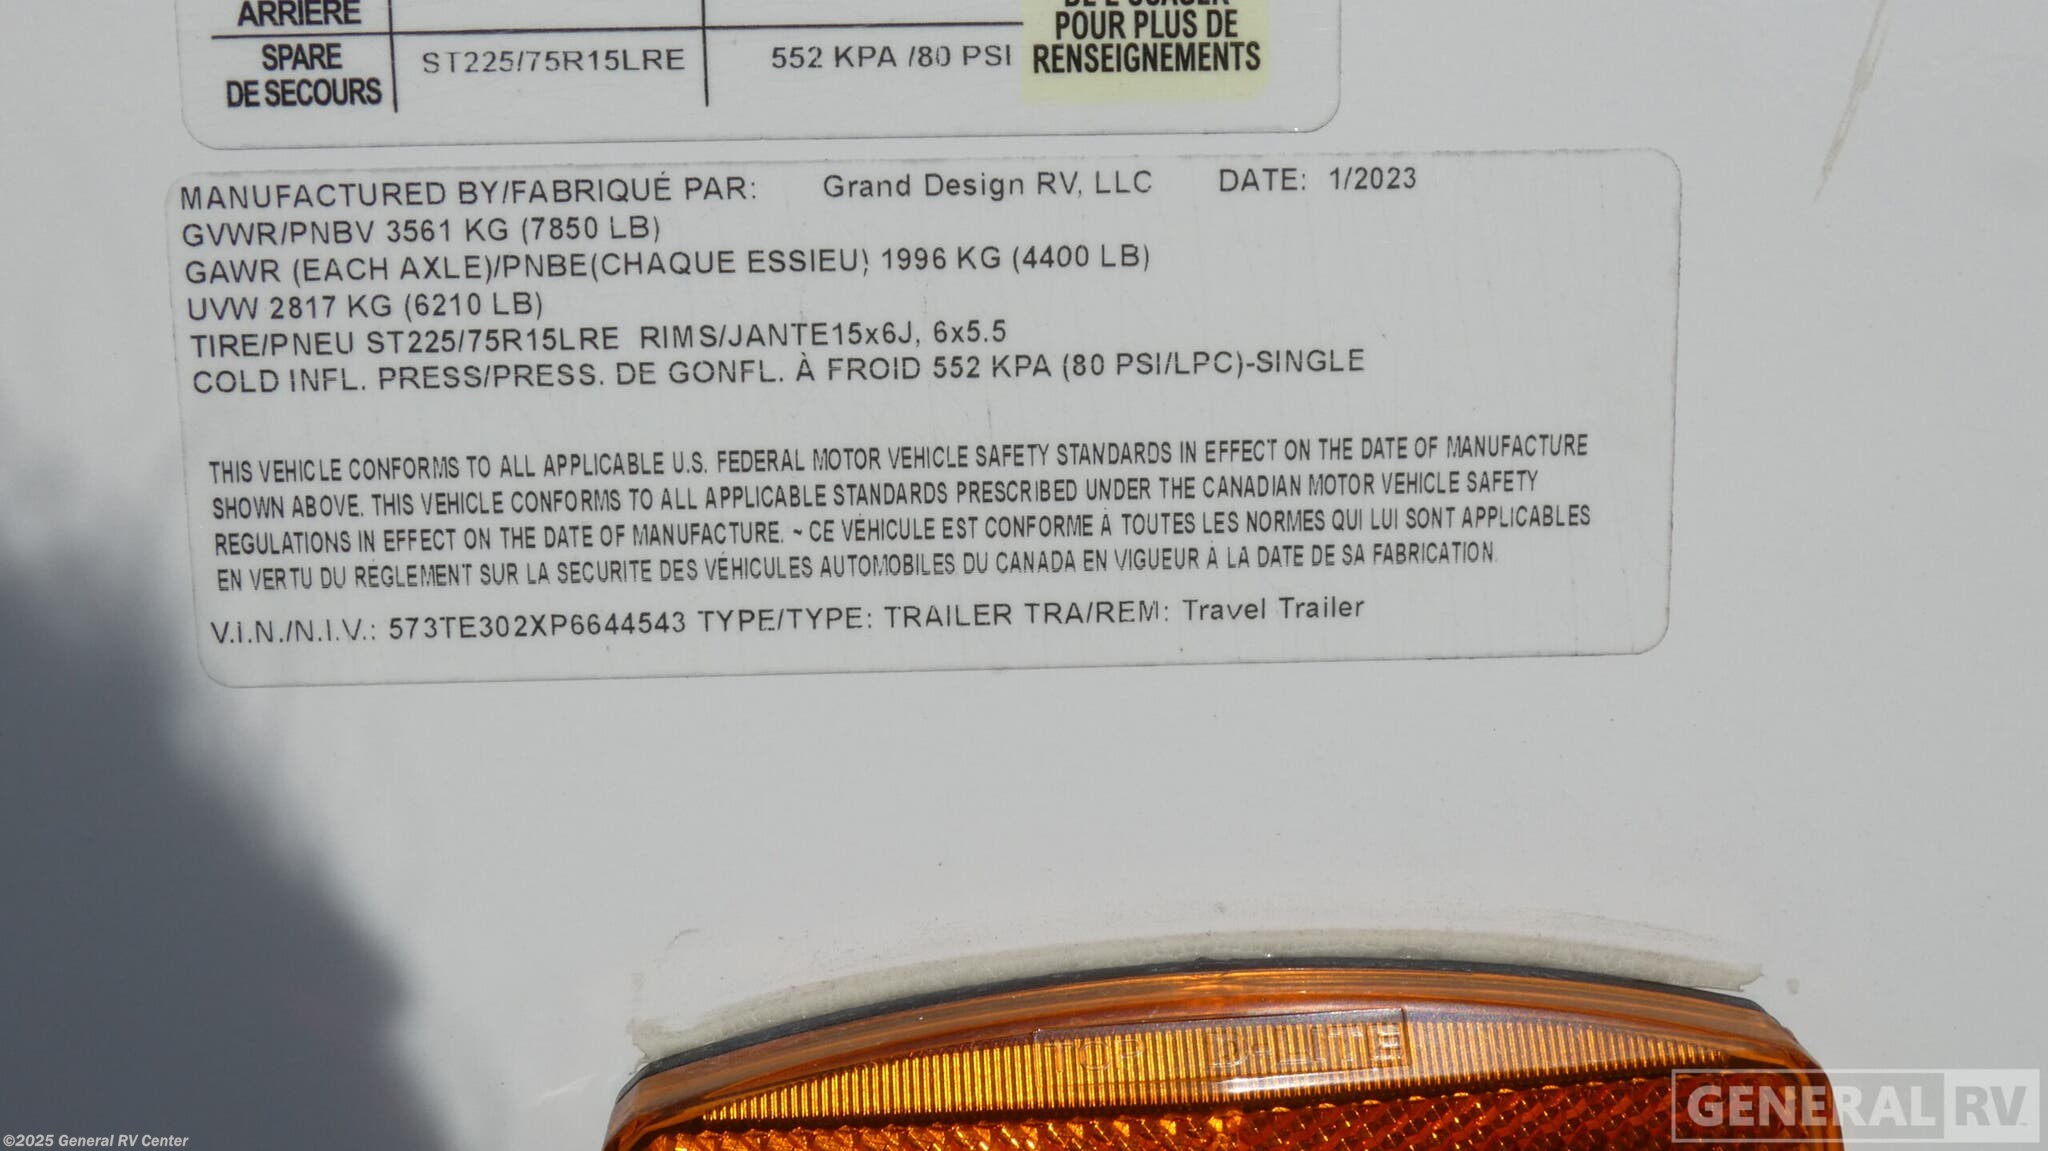 ARRIÈRE
SPARE
DE SECOURS
ST225/75R15LRE
552 KPA /80 PSI
POUR PLUS DE
RENSEIGNEMENTS
MANUFACTURED BY/FABRIQUÉ PAR: Grand Design RV, LLC DATE: 1/2023
GVWR/PNBV 3561 KG (7850 LB)
GAWR (EACH AXLE)/PNBE(CHAQUE ESSIEU) 1996 KG (4400 LB)
UVW 2817 KG (6210 LB)
TIRE/PNEU ST225/75R15LRE RIMS/JANTE15x6J, 6x5.5
COLD INFL. PRESS/PRESS. DE GONFL. À FROID 552 KPA (80 PSI/LPC)-SINGLE
THIS VEHICLE CONFORMS TO ALL APPLICABLE U.S. FEDERAL MOTOR VEHICLE SAFETY STANDARDS IN EFFECT ON THE DATE OF MANUFACTURE
SHOWN ABOVE. THIS VEHICLE CONFORMS TO ALL APPLICABLE STANDARDS PRESCRIBED UNDER THE CANADIAN MOTOR VEHICLE SAFETY
REGULATIONS IN EFFECT ON THE DATE OF MANUFACTURE. ~ CE VÉHICULE EST CONFORME À TOUTES LES NORMES QUI LUI SONT APPLICABLES
EN VERTU DU RÉGLEMENT SUR LA SECURITE DES VÉHICULES AUTOMOBILES DU CANADA EN VIGUEUR À LA DATE DE SA FABRICATION.
V.I.N./N.I.V.: 573TE302XP6644543 TYPE/TYPE: TRAILER TRA/REM: Travel Trailer
TOP
GENERAL RV
©2025 General RV Center